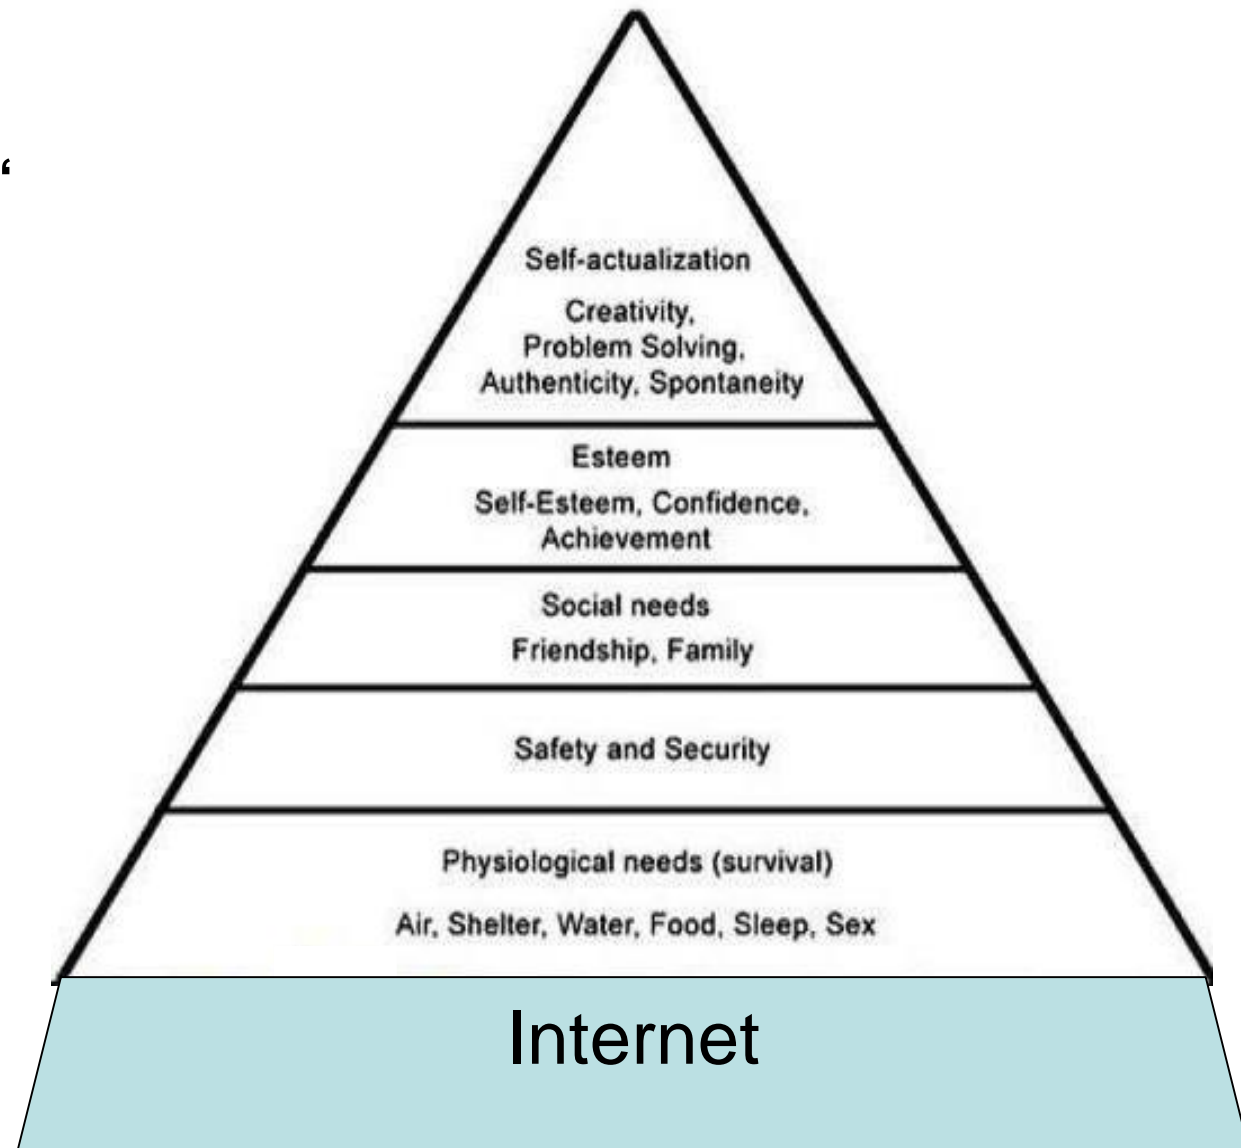 “
Self-actualization
Creativity,
Problem Solving,
Authenticity, Spontaneity
Esteem
Self-Esteem, Confidence,
Achievement
Social needs
Friendship, Family
Safety and Security
Physiological needs (survival)
Air, Shelter, Water, Food, Sleep, Sex
Internet